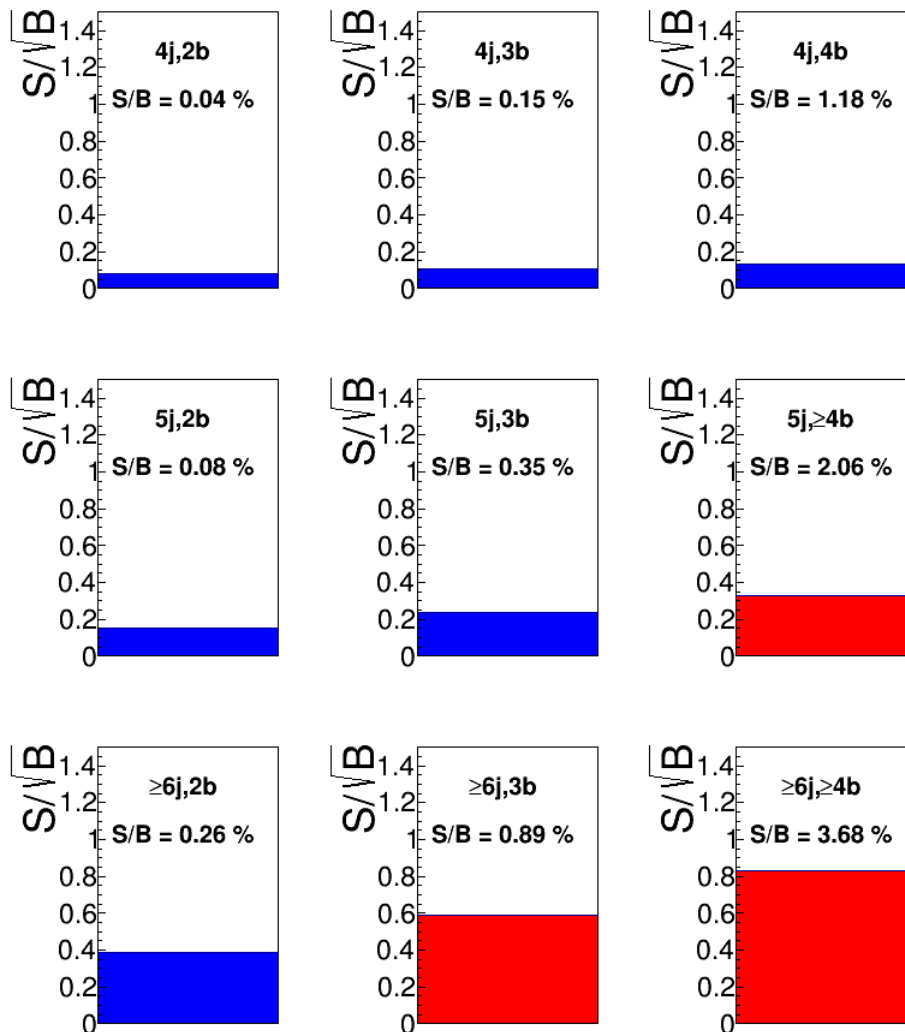 S/√B
1.4
1.2
1
0.8
0.6
0.4
0.2
0
4j,2b
S/B = 0.04 %
S/√B
1.4
1.2
1
0.8
0.6
0.4
0.2
0
4j,3b
S/B = 0.15 %
S/√B
1.4
1.2
1
0.8
0.6
0.4
0.2
0
4j,4b
S/B = 1.18 %
S/√B
1.4
1.2
1
0.8
0.6
0.4
0.2
0
5j,2b
S/B = 0.08 %
S/√B
1.4
1.2
1
0.8
0.6
0.4
0.2
0
5j,3b
S/B = 0.35 %
S/√B
1.4
1.2
1
0.8
0.6
0.4
0.2
0
5j,≥4b
S/B = 2.06 %
S/√B
1.4
1.2
1
0.8
0.6
0.4
0.2
0
≥6j,2b
S/B = 0.26 %
S/√B
1.4
1.2
1
0.8
0.6
0.4
0.2
0
≥6j,3b
S/B = 0.89 %
S/√B
1.4
1.2
1
0.8
0.6
0.4
0.2
0
≥6j,≥4b
S/B = 3.68 %